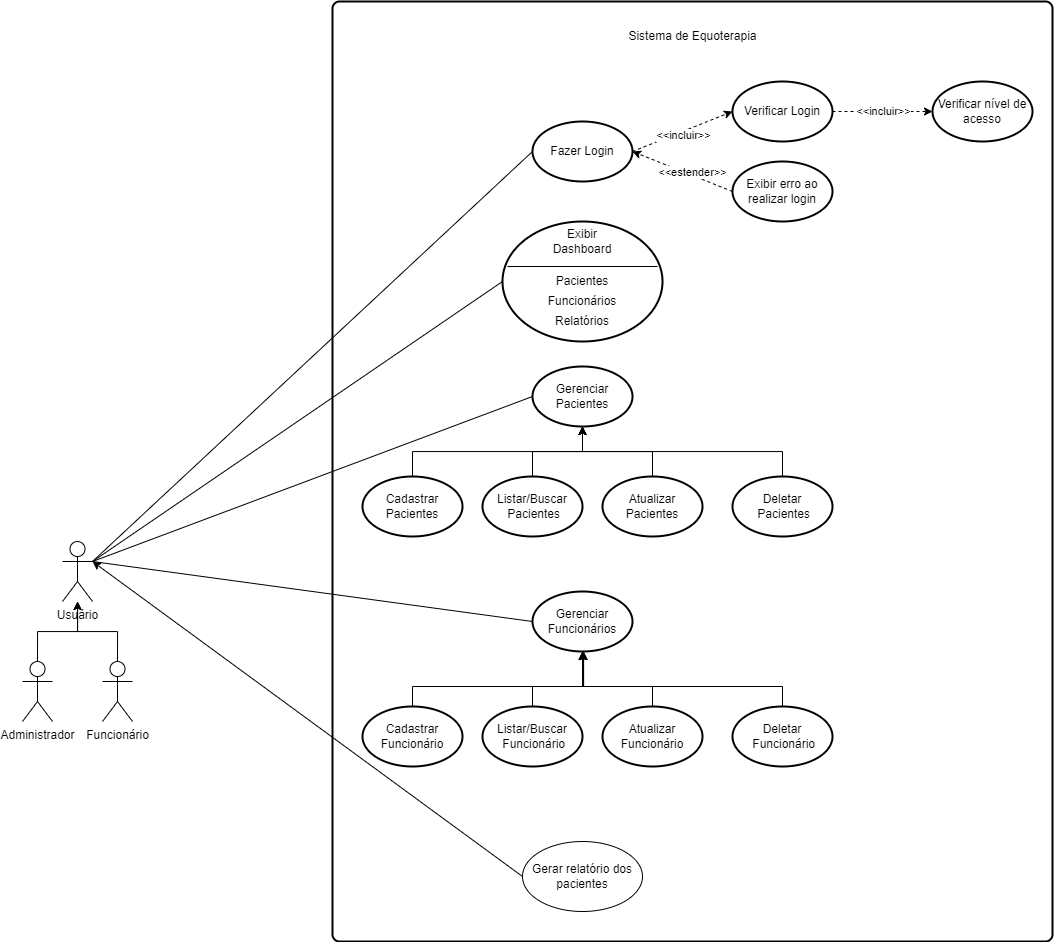 Sistema de Equoterapia
Verificar Login
<<incluir>>
Verificar nível de
acesso
Fazer Login
<<incluir>>
<<estender>>
Exibir erro ao
realizar login
Exibir
Dashboard
Pacientes
Funcionários
Relatórios
Gerenciar
Pacientes
Cadastrar
Pacientes
Listar/Buscar
Pacientes
Atualizar
Pacientes
Deletar
Pacientes
Usuário
Administrador
Funcionário
Gerenciar
Funcionários
Cadastrar
Funcionário
Listar/Buscar
Funcionário
Atualizar
Funcionário
Deletar
Funcionário
Gerar relatório dos
pacientes